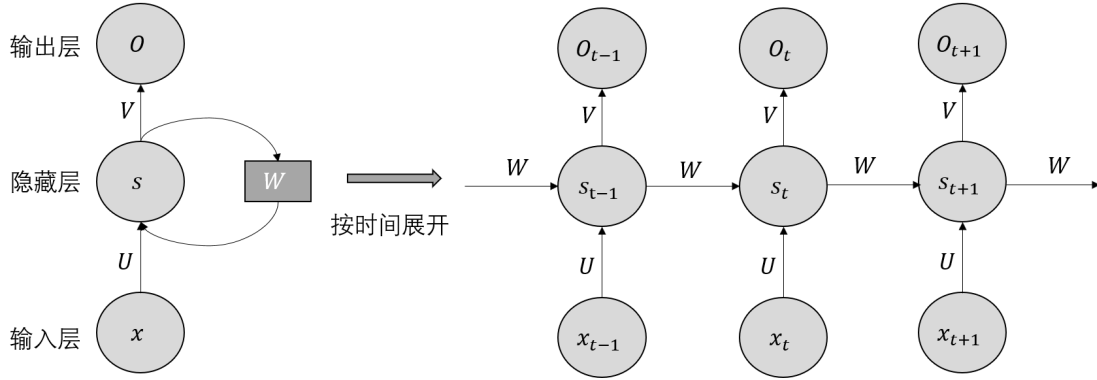 输出层 O O_{t−1} O_t O_{t+1}
V V V V
隐藏层 s W W s_{t−1} W s_t W s_{t+1} W
按时间展开
U U U U
输入层 x x_{t−1} x_t x_{t+1}